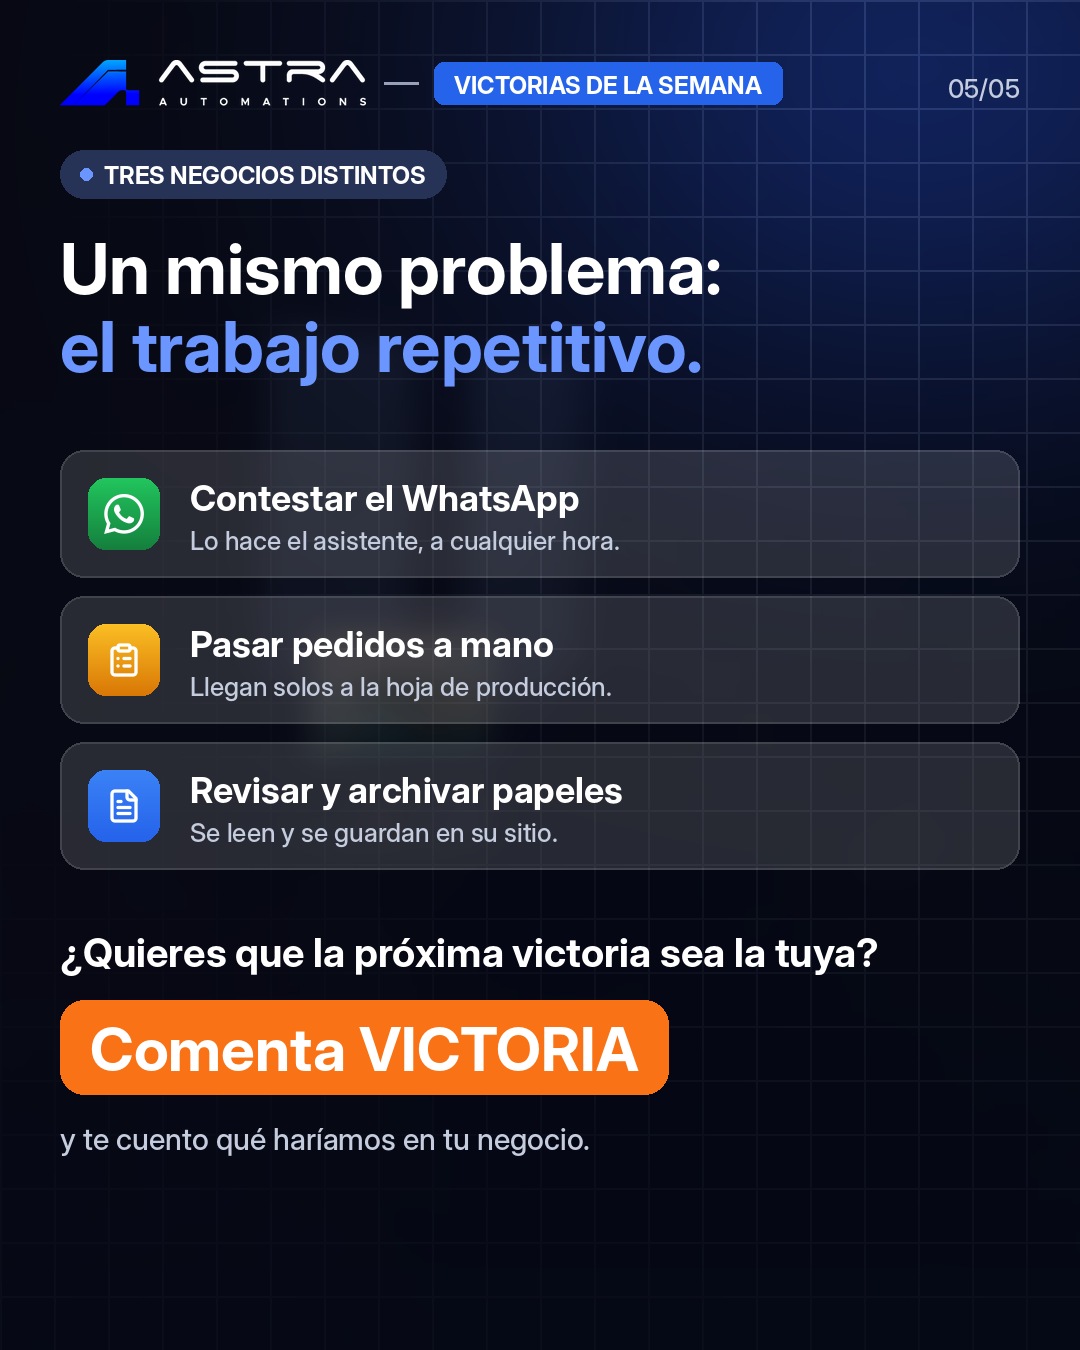 ASTRA
AUTOMATIONS
VICTORIAS DE LA SEMANA
05/05
TRES NEGOCIOS DISTINTOS
Un mismo problema:
el trabajo repetitivo.
Contestar el WhatsApp
Lo hace el asistente, a cualquier hora.
Pasar pedidos a mano
Llegan solos a la hoja de producción.
Revisar y archivar papeles
Se leen y se guardan en su sitio.
¿Quieres que la próxima victoria sea la tuya?
Comenta VICTORIA
y te cuento qué haríamos en tu negocio.